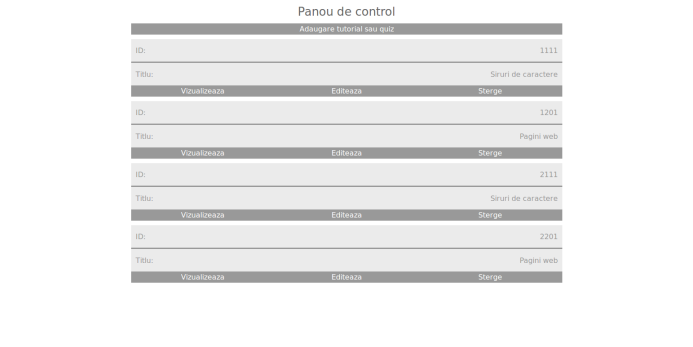 Panou de control
Adaugare tutorial sau quiz
ID: 1111
Titlu: Siruri de caractere
Vizualizeaza Editeaza Sterge
ID: 1201
Titlu: Pagini web
Vizualizeaza Editeaza Sterge
ID: 2111
Titlu: Siruri de caractere
Vizualizeaza Editeaza Sterge
ID: 2201
Titlu: Pagini web
Vizualizeaza Editeaza Sterge